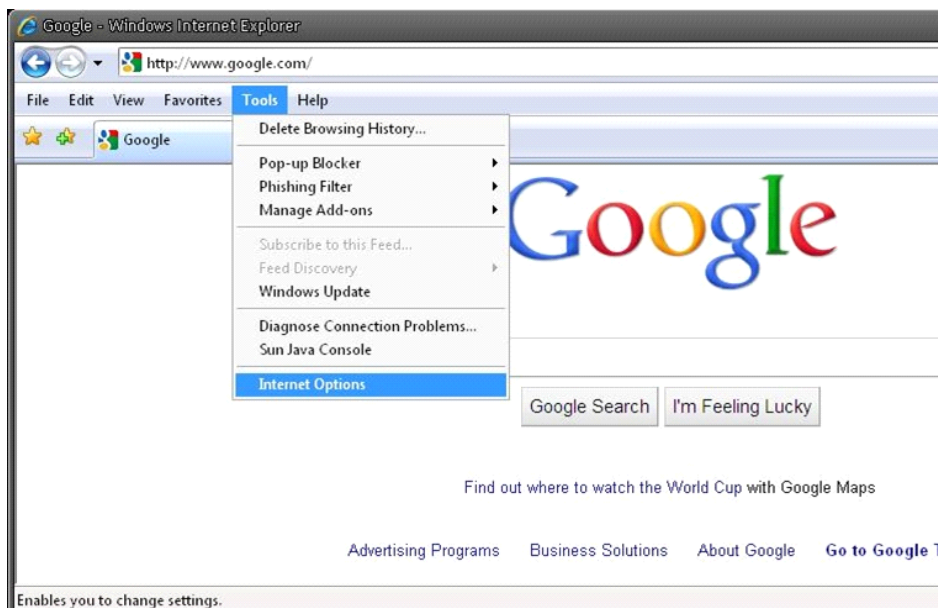 Google - Windows Internet Explorer
http://www.google.com/
File Edit View Favorites Tools Help
Google
Delete Browsing History...
Pop-up Blocker
Phishing Filter
Manage Add-ons
Subscribe to this Feed...
Feed Discovery
Windows Update
Diagnose Connection Problems...
Sun Java Console
Internet Options
Google
Google Search I'm Feeling Lucky
Find out where to watch the World Cup with Google Maps
Advertising Programs Business Solutions About Google Go to Google
Enables you to change settings.